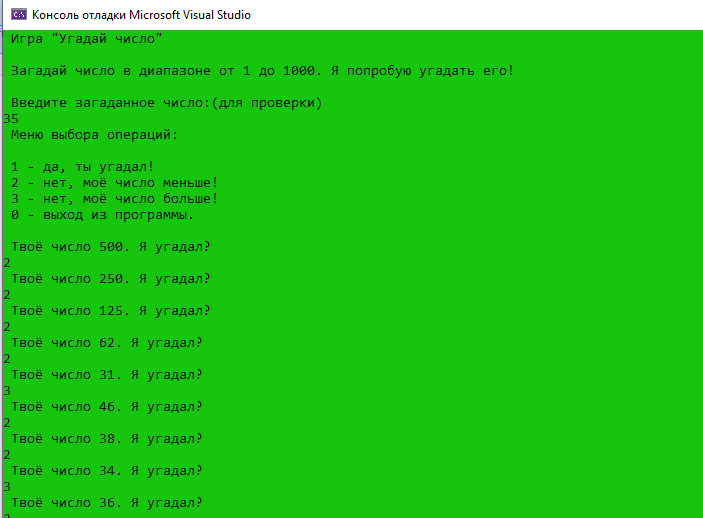 Консоль отладки Microsoft Visual Studio
Игра "Угадай число"
Загадай число в диапазоне от 1 до 1000. Я попробую угадать его!
Введите загаданное число:(для проверки)
35
Меню выбора операций:
1 - да, ты угадал!
2 - нет, моё число меньше!
3 - нет, моё число больше!
0 - выход из программы.
Твоё число 500. Я угадал?
2
Твоё число 250. Я угадал?
2
Твоё число 125. Я угадал?
2
Твоё число 62. Я угадал?
2
Твоё число 31. Я угадал?
3
Твоё число 46. Я угадал?
2
Твоё число 38. Я угадал?
2
Твоё число 34. Я угадал?
3
Твоё число 36. Я угадал?